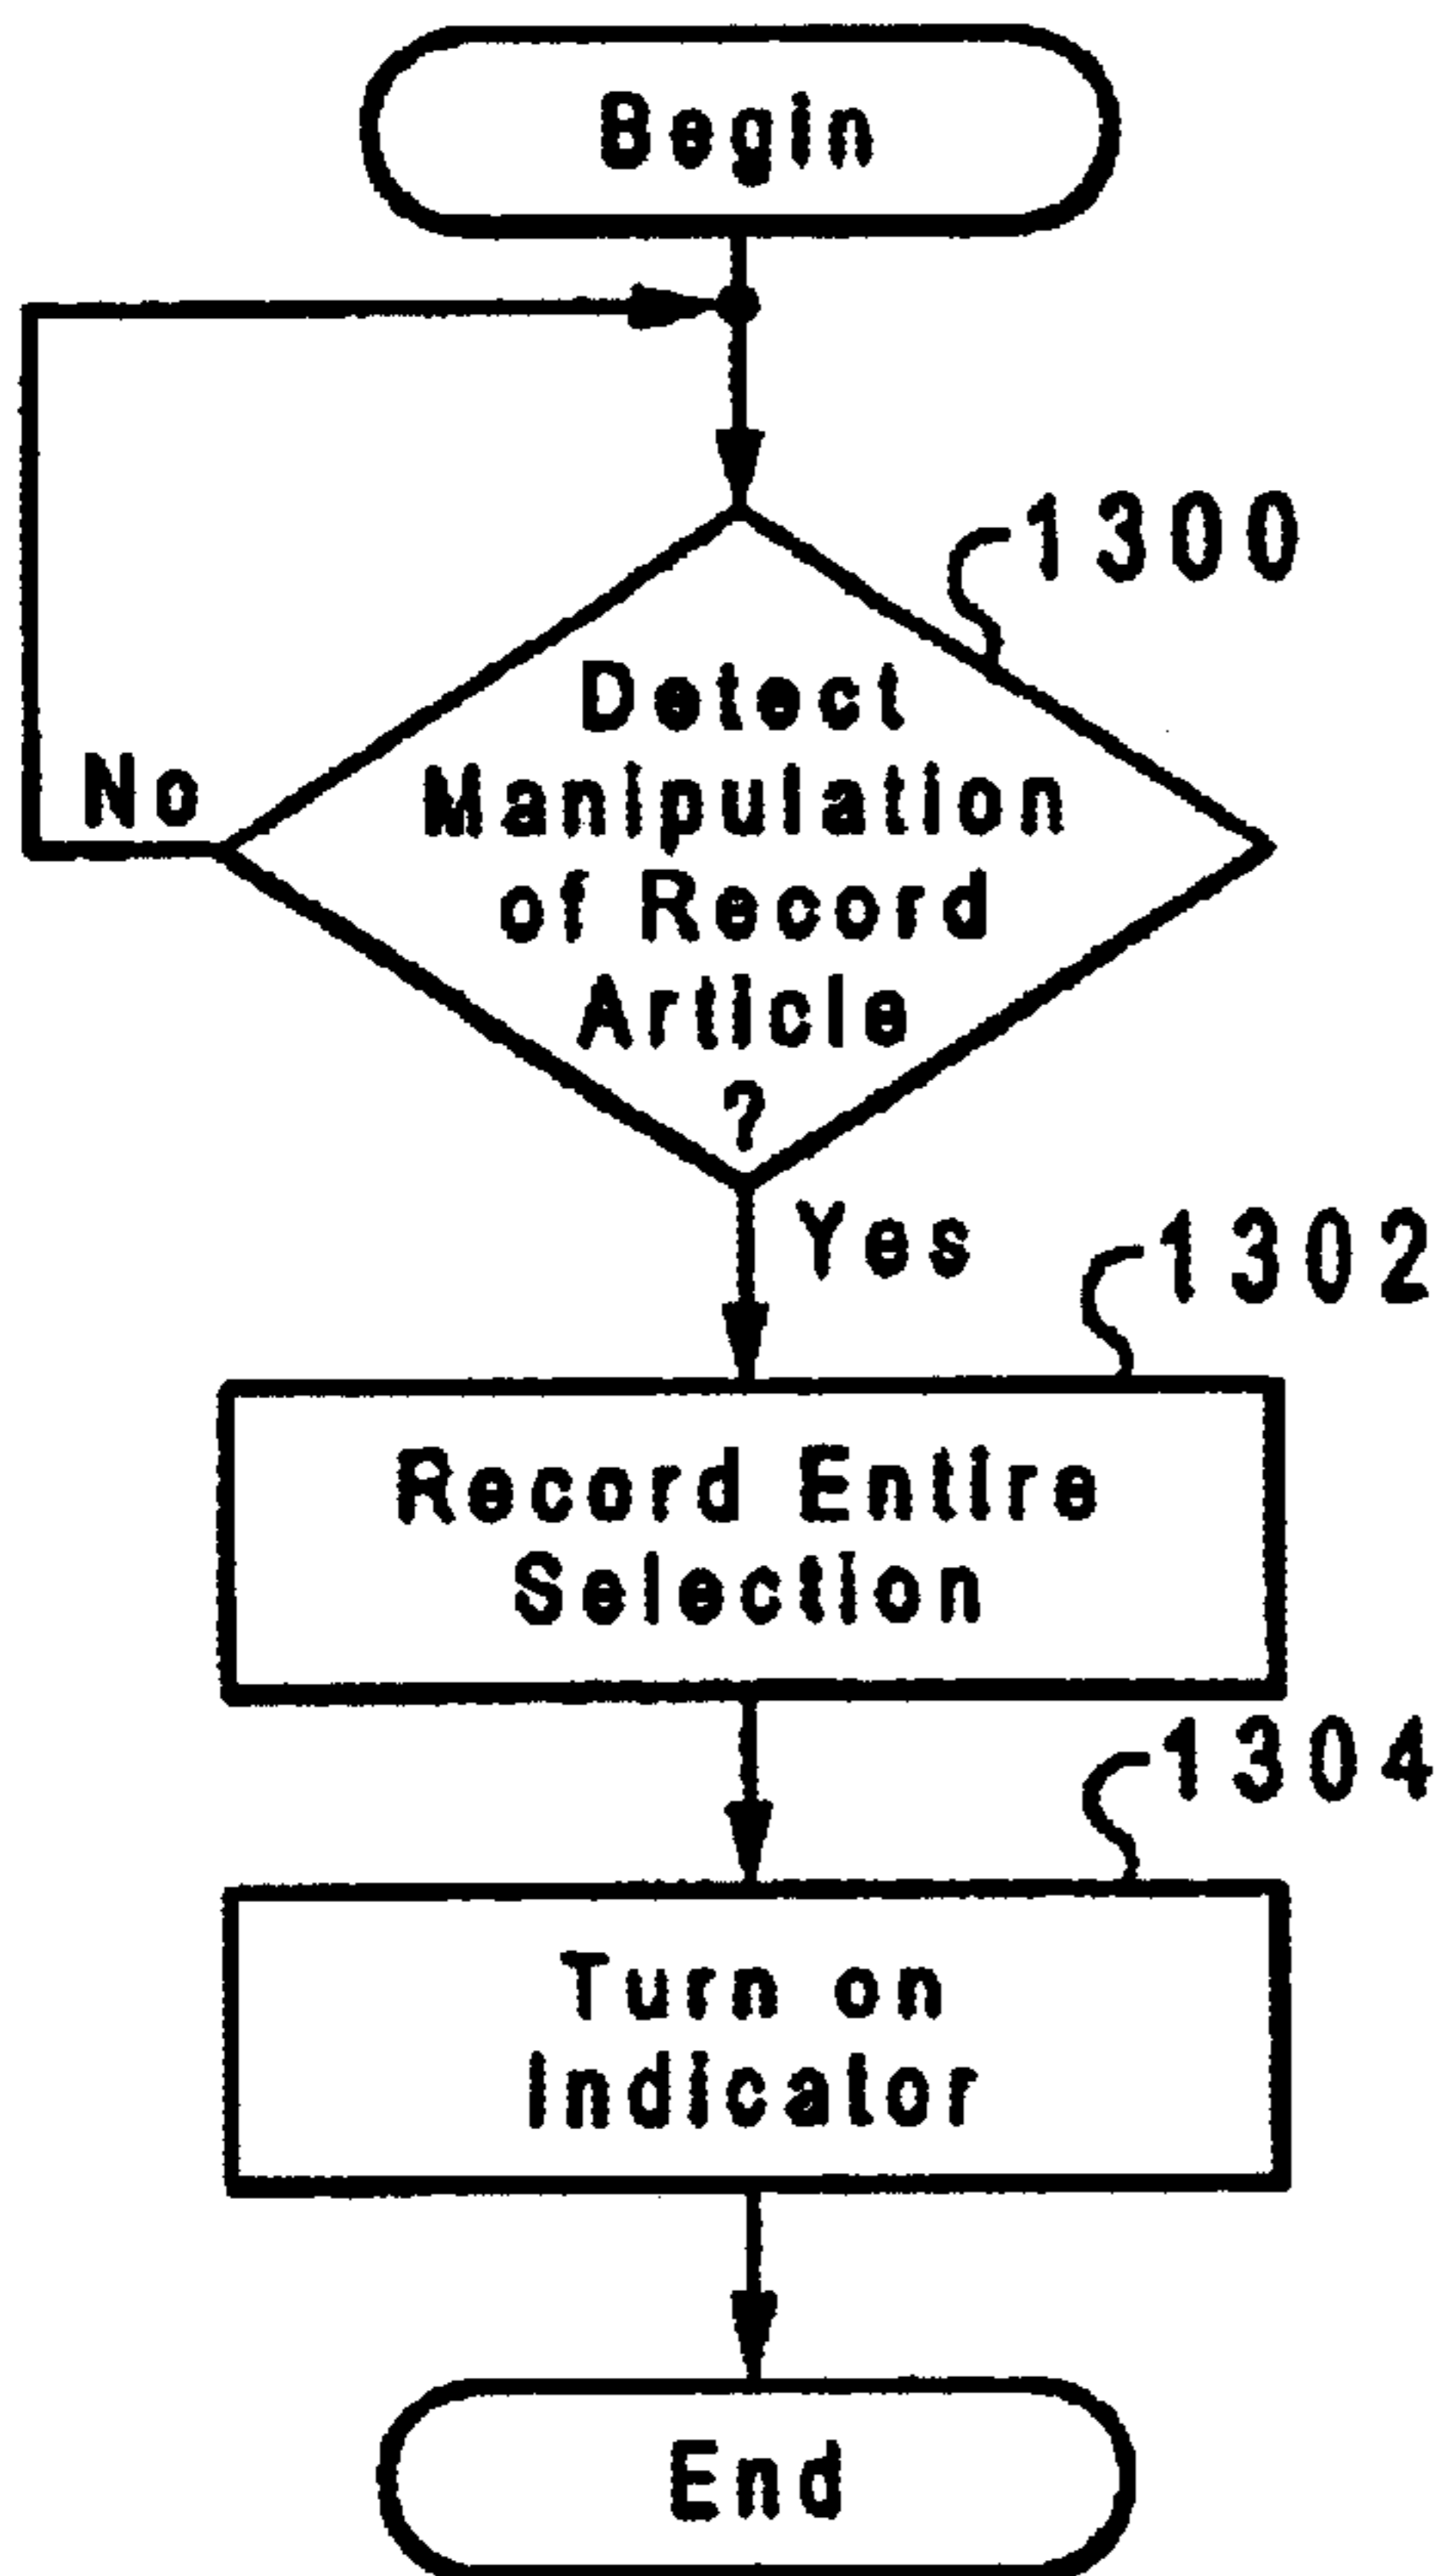 Begin
1300
Detect
Manipulation
of Record
Article
?
No
Yes
1302
Record Entire
Selection
1304
Turn on
Indicator
End